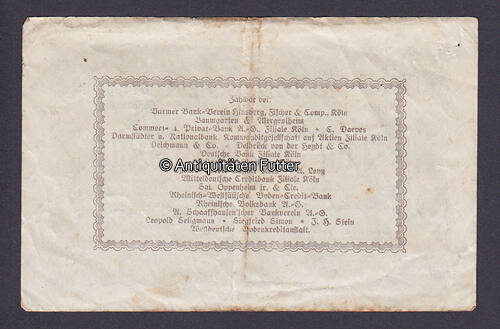 Zahlbar bei:
Barmer Bank-Verein Hinsberg, Fischer & Comp., Köln
Baumgarten & Mergentheim
Commerz- u. Privat-Bank A.-G. Filiale Köln • C. Daeves
Darmstädter u. Nationalbank Kommanditgesellschaft auf Aktien Filiale Köln
Deichmann & Co. • Delbrück von der Heydt & Co.
Deutsche Bank Filiale Köln
© Antiquitäten Futter
Levy
Mitteldeutsche Creditbank Filiale Köln
Sal. Oppenheim jr. & Cie.
Rheinisch-Westfälische Boden-Credit-Bank
Rheinische Volksbank A.-G.
A. Schaaffhausen'scher Bankverein A.-G.
Leopold Seligmann • Siegfried Simon • J. H. Stein
Westdeutsche Bodenkreditanstalt.